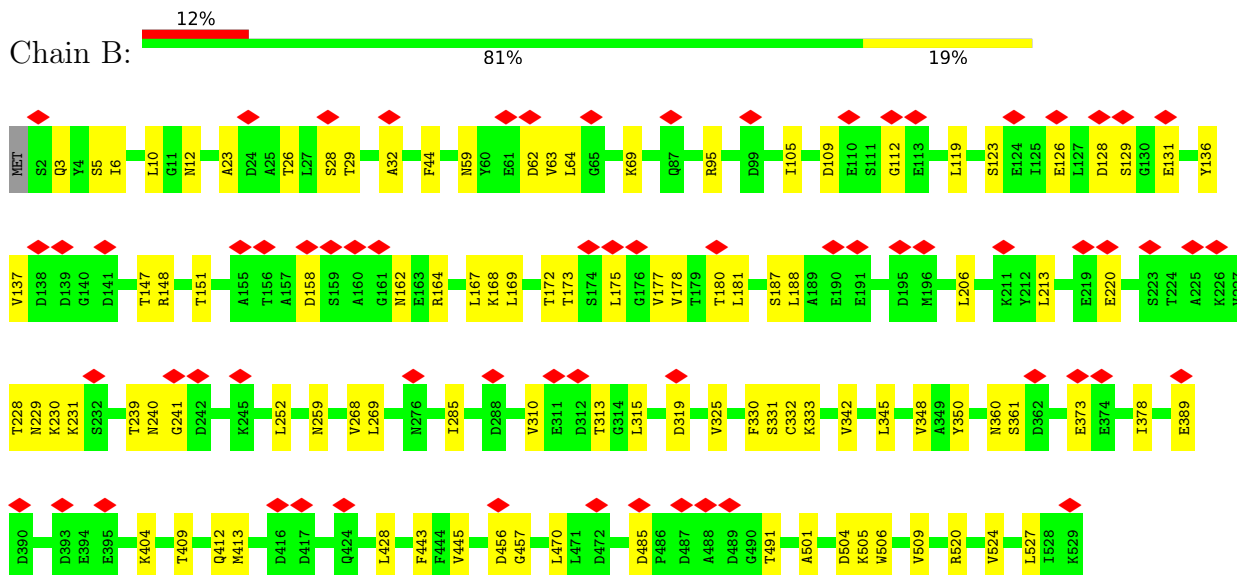 12%
Chain B:
81% 19%
MET S2 Q3 Y4 S5 I6 L10 G11 N12 A23 D24 A25 T26 L27 S28 T29 A32 F44 N59 Y60 E61 D62 V63 L64 G65 K69 Q87 R95 D99 I105 D109 E110 S111 G112 E113 L119 S123 E124 I125 E126 L127 D128 S129 G130 E131 Y136
V137 D138 D139 G140 D141 T147 R148 T151 A155 T156 A157 D158 S159 A160 G161 N162 E163 R164 L167 K168 L169 T172 T173 S174 L175 G176 V177 V178 T179 T180 L181 S187 L188 A189 E190 E191 D195 M196 L206 K211 Y212 L213 E219 E220 S223 T224 A225 K226
T228 N229 K230 K231 S232 T239 N240 G241 D242 K245 L252 N259 V268 L269 N276 I285 D288 V310 E311 D312 T313 G314 L315 D319 V325 F330 S331 C332 K333 V342 L345 V348 A349 Y350 N360 S361 D362 E373 E374 I378 E389
D390 D393 E394 E395 K404 T409 Q412 M413 D416 D417 Q424 L428 F443 F444 V445 D456 G457 L470 L471 D472 D485 P486 D487 A488 D489 G490 T491 A501 D504 K505 W506 V509 R520 V524 L527 I528 K529